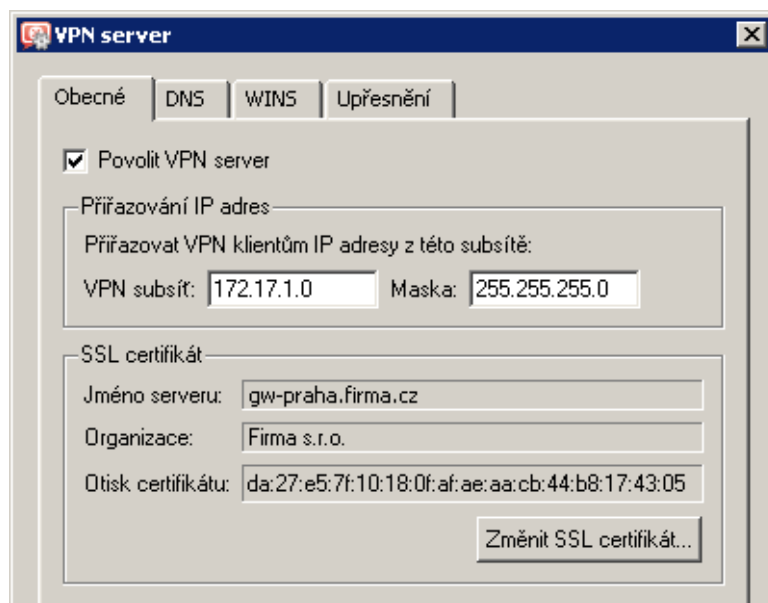 VPN server
Obecné DNS WINS Upřesnění
Povolit VPN server
Přiřazování IP adres
Přiřazovat VPN klientům IP adresy z této subsítě:
VPN subsíť: 172.17.1.0 Maska: 255.255.255.0
SSL certifikát
Jméno serveru: gw-praha.firma.cz
Organizace: Firma s.r.o.
Otisk certifikátu: da:27:e5:7f:10:18:0f:af:ae:aa:cb:44:b8:17:43:05
Změnit SSL certifikát...